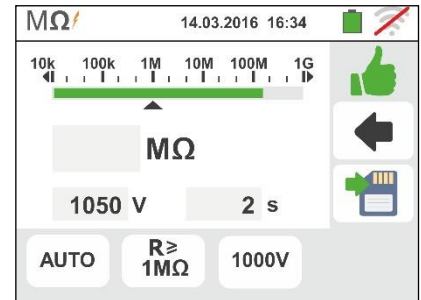 MΩ 14.03.2016 16:34
10k 100k 1M 10M 100M 1G
MΩ
1050 V 2 s
AUTO R≥ 1MΩ 1000V